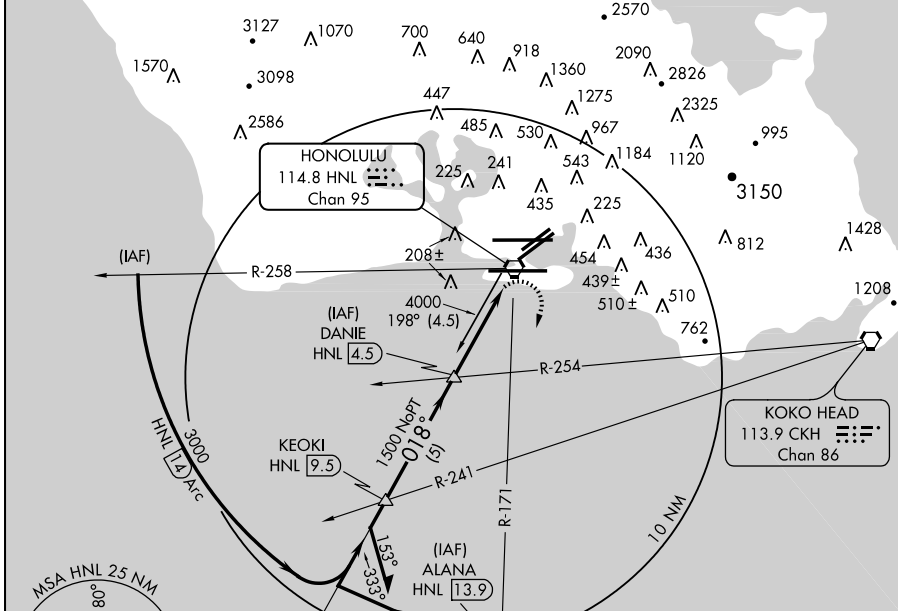 2570
3127
1070
700
640
918
2090
1570
3098
1360
2826
447
1275
2325
2586
485
530
967
995
HONOLULU
114.8 HNL
Chan 95
225
241
435
543
1184
1120
3150
225
(IAF)
R-258
208±
454
436
439±
510±
510
812
1428
1208
762
4000
198° (4.5)
(IAF)
DANIE
HNL 4.5
R-254
KOKO HEAD
113.9 CKH
Chan 86
1500 NoPT
018°
(5)
KEOKI
HNL 9.5
R-241
R-171
3000
HNL 14 Arc
10 NM
153°
333°
(IAF)
ALANA
HNL 13.9
MSA HNL 25 NM